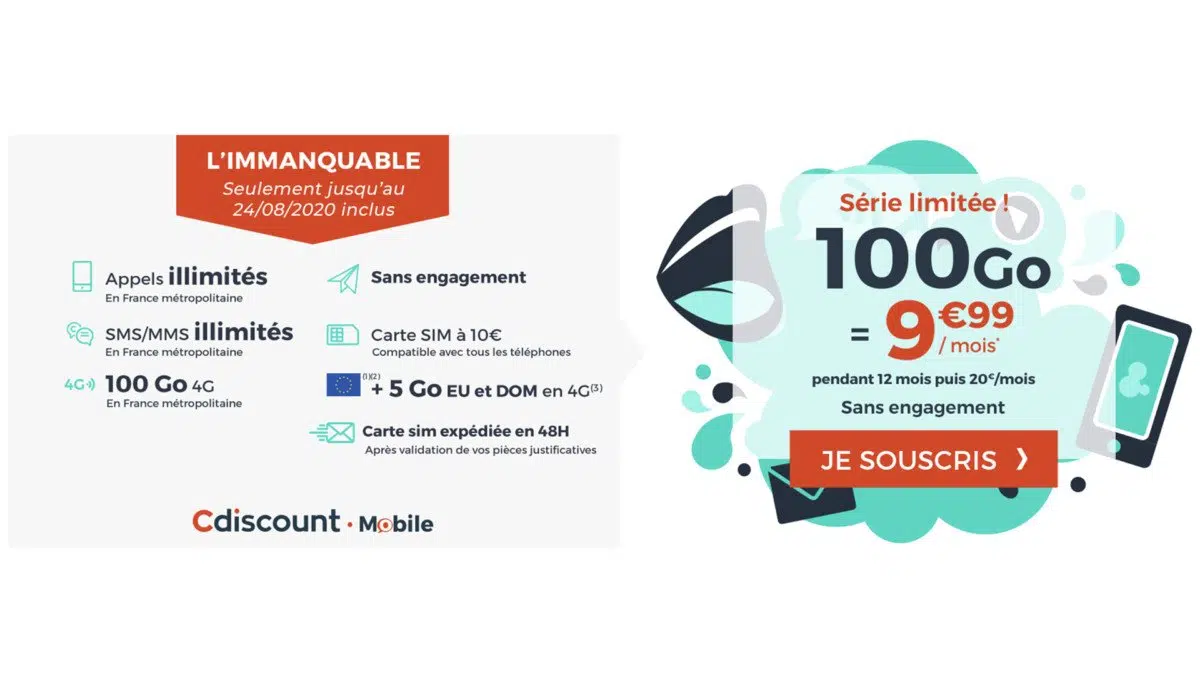 L'IMMANQUABLE
Seulement jusqu'au
24/08/2020 inclus
Appels illimités
En France métropolitaine
SMS/MMS illimités
En France métropolitaine
4G 100 Go 4G
En France métropolitaine
Sans engagement
Carte SIM à 10€
Compatible avec tous les téléphones
(1)(2) + 5 Go EU et DOM en 4G(3)
Carte sim expédiée en 48H
Après validation de vos pièces justificatives
Cdiscount · Mobile
Série limitée !
100Go
= 9€99
/ mois*
pendant 12 mois puis 20€/mois
Sans engagement
JE SOUSCRIS ❯